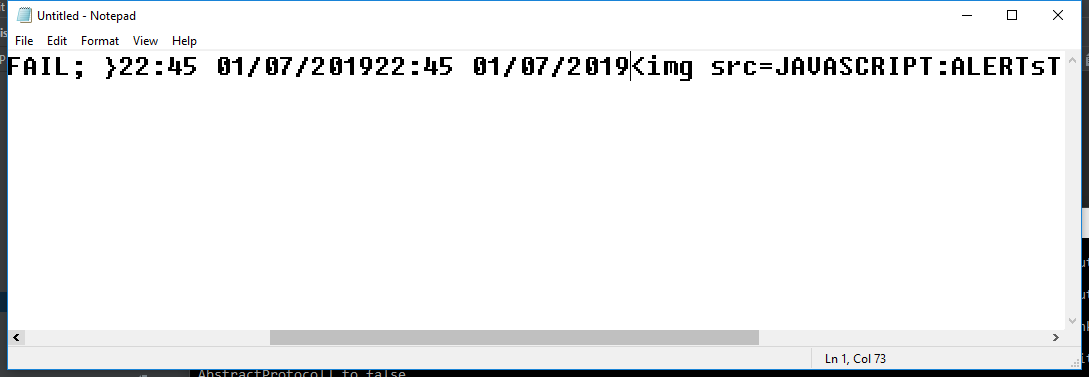 Untitled - Notepad
File Edit Format View Help
FAIL; }22:45 01/07/201922:45 01/07/2019<img src=JAVASCRIPT:ALERTsT
Ln 1, Col 73
AbstractProtocol] to false